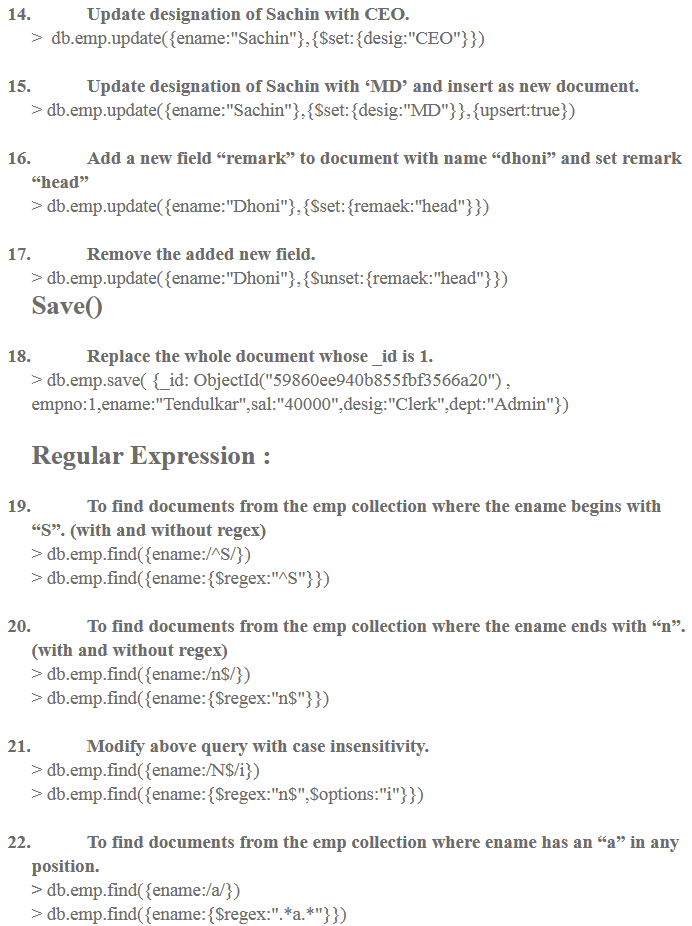 14. Update designation of Sachin with CEO.
> db.emp.update({ename:"Sachin"},{$set:{desig:"CEO"}})
15. Update designation of Sachin with ‘MD’ and insert as new document.
> db.emp.update({ename:"Sachin"},{$set:{desig:"MD"}},{upsert:true})
16. Add a new field “remark” to document with name “dhoni” and set remark
“head”
> db.emp.update({ename:"Dhoni"},{$set:{remaek:"head"}})
17. Remove the added new field.
> db.emp.update({ename:"Dhoni"},{$unset:{remaek:"head"}})
Save()
18. Replace the whole document whose _id is 1.
> db.emp.save( {_id: ObjectId("59860ee940b855fbf3566a20") ,
empno:1,ename:"Tendulkar",sal:"40000",desig:"Clerk",dept:"Admin"})
Regular Expression :
19. To find documents from the emp collection where the ename begins with
“S”. (with and without regex)
> db.emp.find({ename:/^S/})
> db.emp.find({ename:{$regex:"^S"}})
20. To find documents from the emp collection where the ename ends with “n”.
(with and without regex)
> db.emp.find({ename:/n$/})
> db.emp.find({ename:{$regex:"n$"}})
21. Modify above query with case insensitivity.
> db.emp.find({ename:/N$/i})
> db.emp.find({ename:{$regex:"n$",$options:"i"}})
22. To find documents from the emp collection where ename has an “a” in any
position.
> db.emp.find({ename:/a/})
> db.emp.find({ename:{$regex:".*a.*"}})